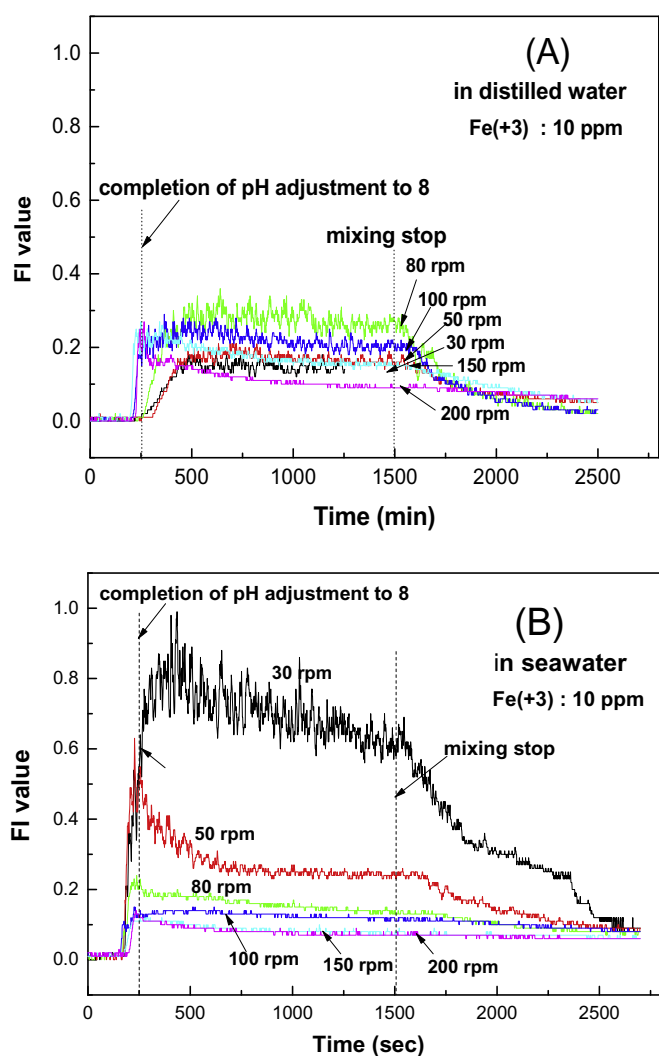 (A)
in distilled water
Fe(+3) : 10 ppm
completion of pH adjustment to 8
mixing stop
80 rpm
100 rpm
50 rpm
30 rpm
150 rpm
200 rpm
FI value
1.0
0.8
0.6
0.4
0.2
0.0
0
500
1000
1500
2000
2500
Time (min)
completion of pH adjustment to 8
(B)
in seawater
Fe(+3) : 10 ppm
30 rpm
mixing stop
50 rpm
80 rpm
100 rpm
150 rpm
200 rpm
FI value
1.0
0.8
0.6
0.4
0.2
0.0
0
500
1000
1500
2000
2500
Time (sec)